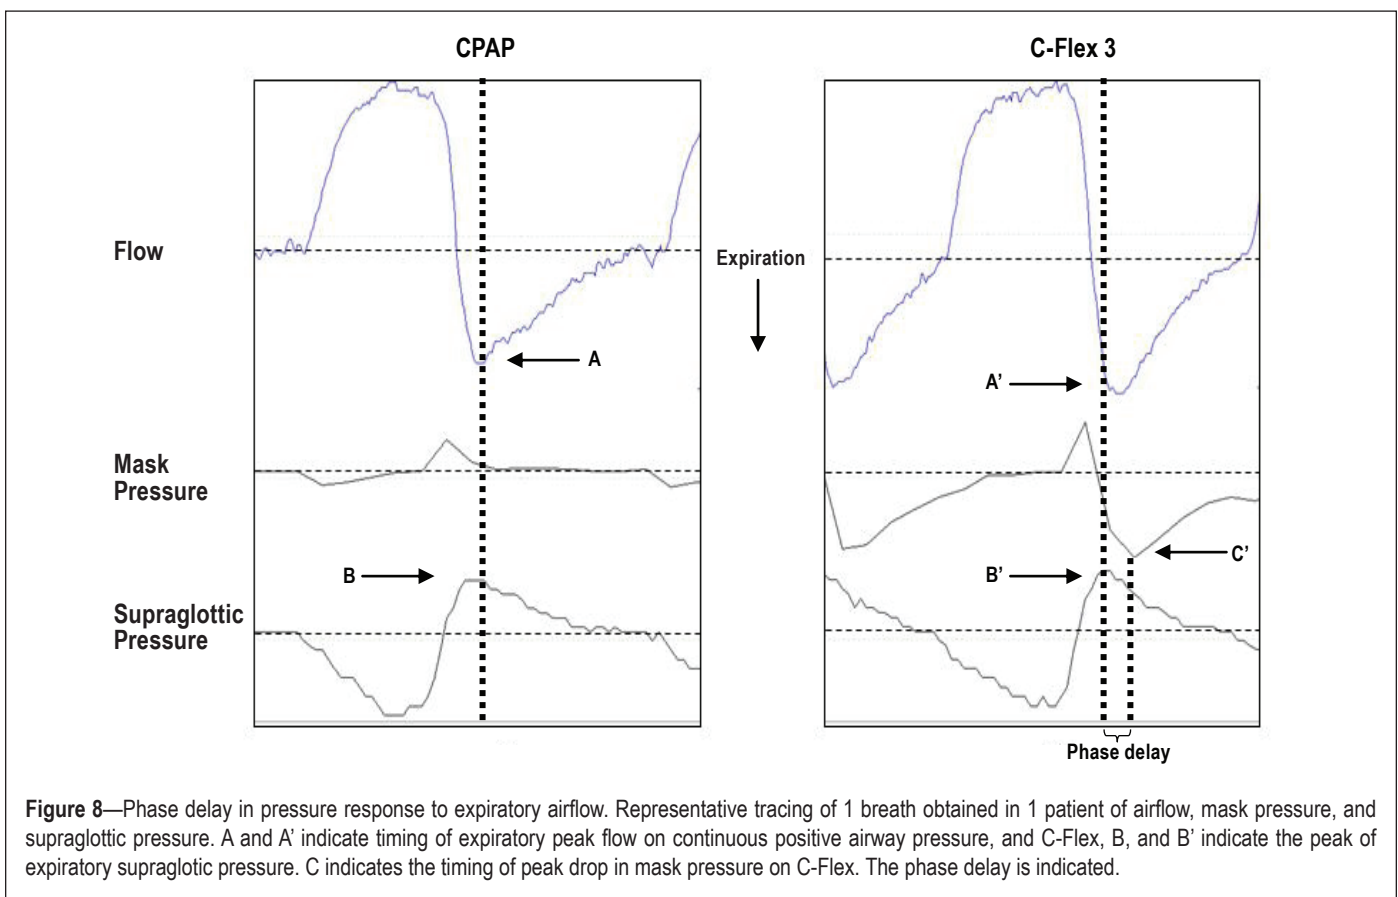 CPAP
C-Flex 3
Flow
Expiration
A
A’
Mask
Pressure
C’
B
B’
Supraglottic
Pressure
Phase delay
Figure 8—Phase delay in pressure response to expiratory airflow. Representative tracing of 1 breath obtained in 1 patient of airflow, mask pressure, and
supraglottic pressure. A and A’ indicate timing of expiratory peak flow on continuous positive airway pressure, and C-Flex, B, and B’ indicate the peak of
expiratory supraglotic pressure. C indicates the timing of peak drop in mask pressure on C-Flex. The phase delay is indicated.